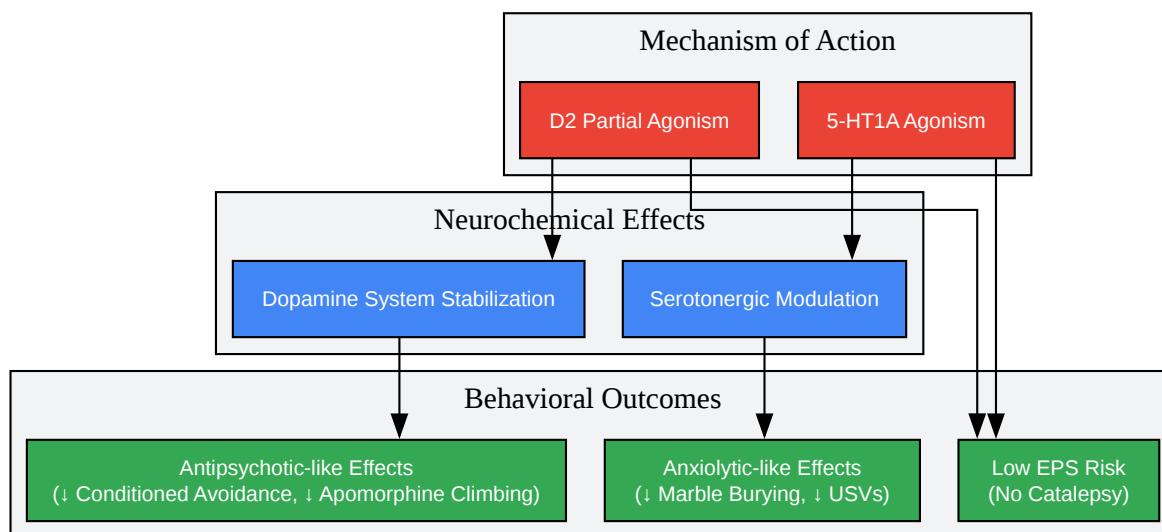 Mechanism of Action
D2 Partial Agonism
5-HT1A Agonism
Neurochemical Effects
Dopamine System Stabilization
Serotonergic Modulation
Behavioral Outcomes
Antipsychotic-like Effects
(↓ Conditioned Avoidance, ↓ Apomorphine Climbing)
Anxiolytic-like Effects
(↓ Marble Burying, ↓ USVs)
Low EPS Risk
(No Catalepsy)